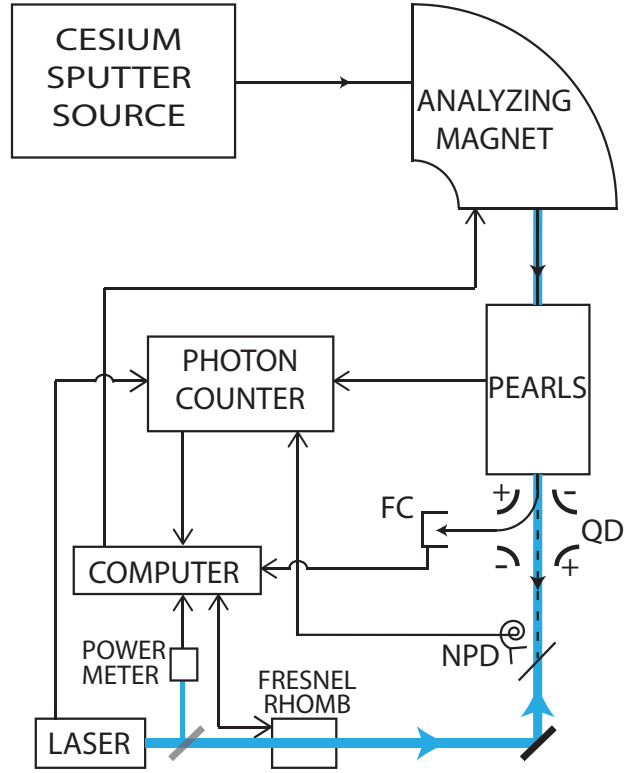 CESIUM
SPUTTER
SOURCE
ANALYZING
MAGNET
PHOTON
COUNTER
PEARLS
+
-
FC
QD
-
+
COMPUTER
NPD
POWER
METER
FRESNEL
RHOMB
LASER